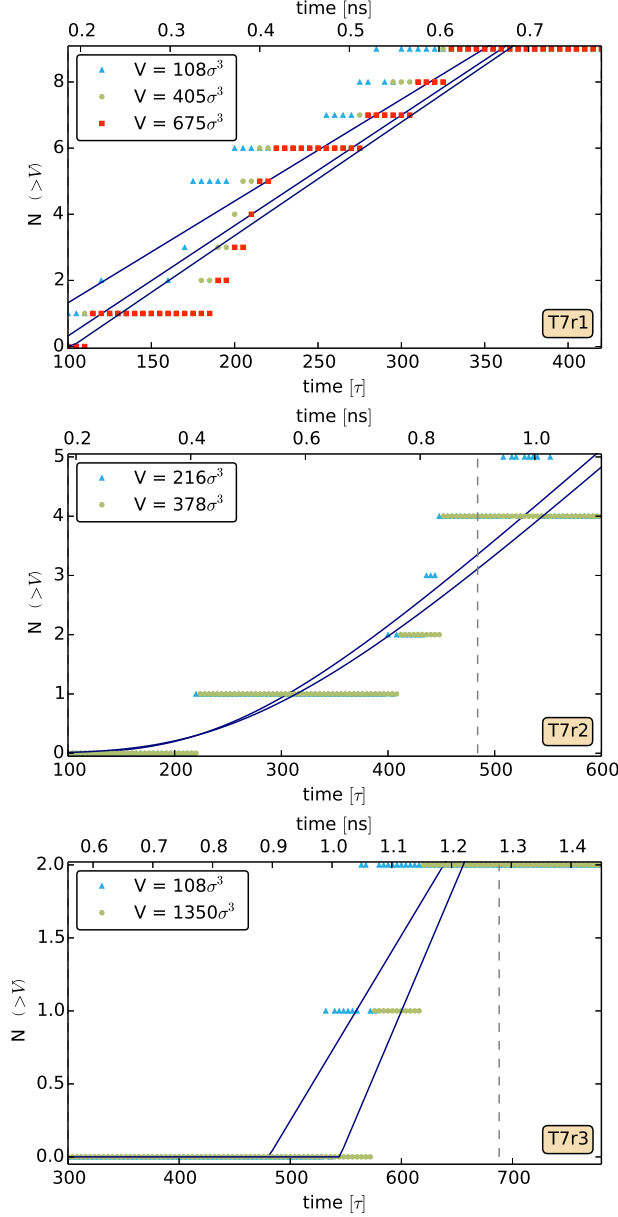 time [ns]
0.2 0.3 0.4 0.5 0.6 0.7
V = 108σ³
V = 405σ³
V = 675σ³
N (>V)
8
6
4
2
0
T7r1
100 150 200 250 300 350 400
time [τ]
time [ns]
0.2 0.4 0.6 0.8 1.0
V = 216σ³
V = 378σ³
N (>V)
5
4
3
2
1
0
T7r2
100 200 300 400 500 600
time [τ]
time [ns]
0.6 0.7 0.8 0.9 1.0 1.1 1.2 1.3 1.4
V = 108σ³
V = 1350σ³
N (>V)
2.0
1.5
1.0
0.5
0.0
T7r3
300 400 500 600 700
time [τ]